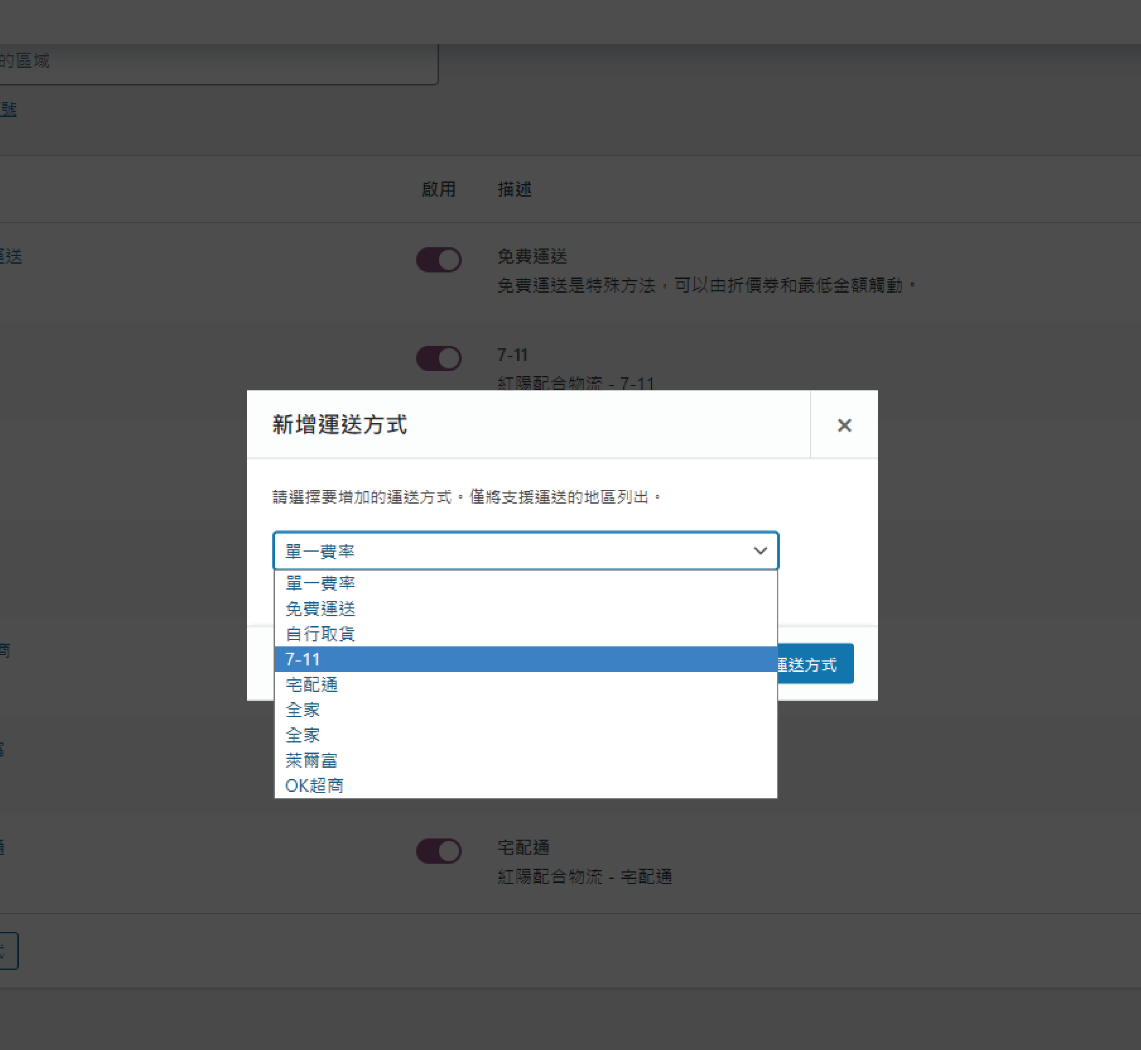 的區域
號
啟用 描述
運送 免費運送
免費運送是特殊方法，可以由折價券和最低金額觸動。
7-11
紅陽配合物流 - 7-11
新增運送方式 ×
請選擇要增加的運送方式。僅將支援運送的地區列出。
單一費率
單一費率
免費運送
自行取貨
商
7-11
運送方式
宅配通
全家
全家
富
萊爾富
OK超商
通 宅配通
紅陽配合物流 - 宅配通
式